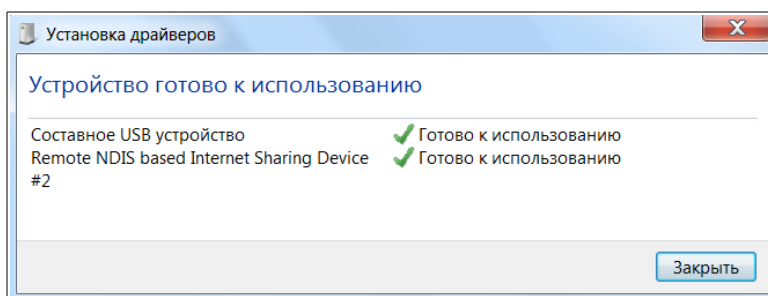 Установка драйверов
Устройство готово к использованию
Составное USB устройство Готово к использованию
Remote NDIS based Internet Sharing Device Готово к использованию
#2
Закрыть